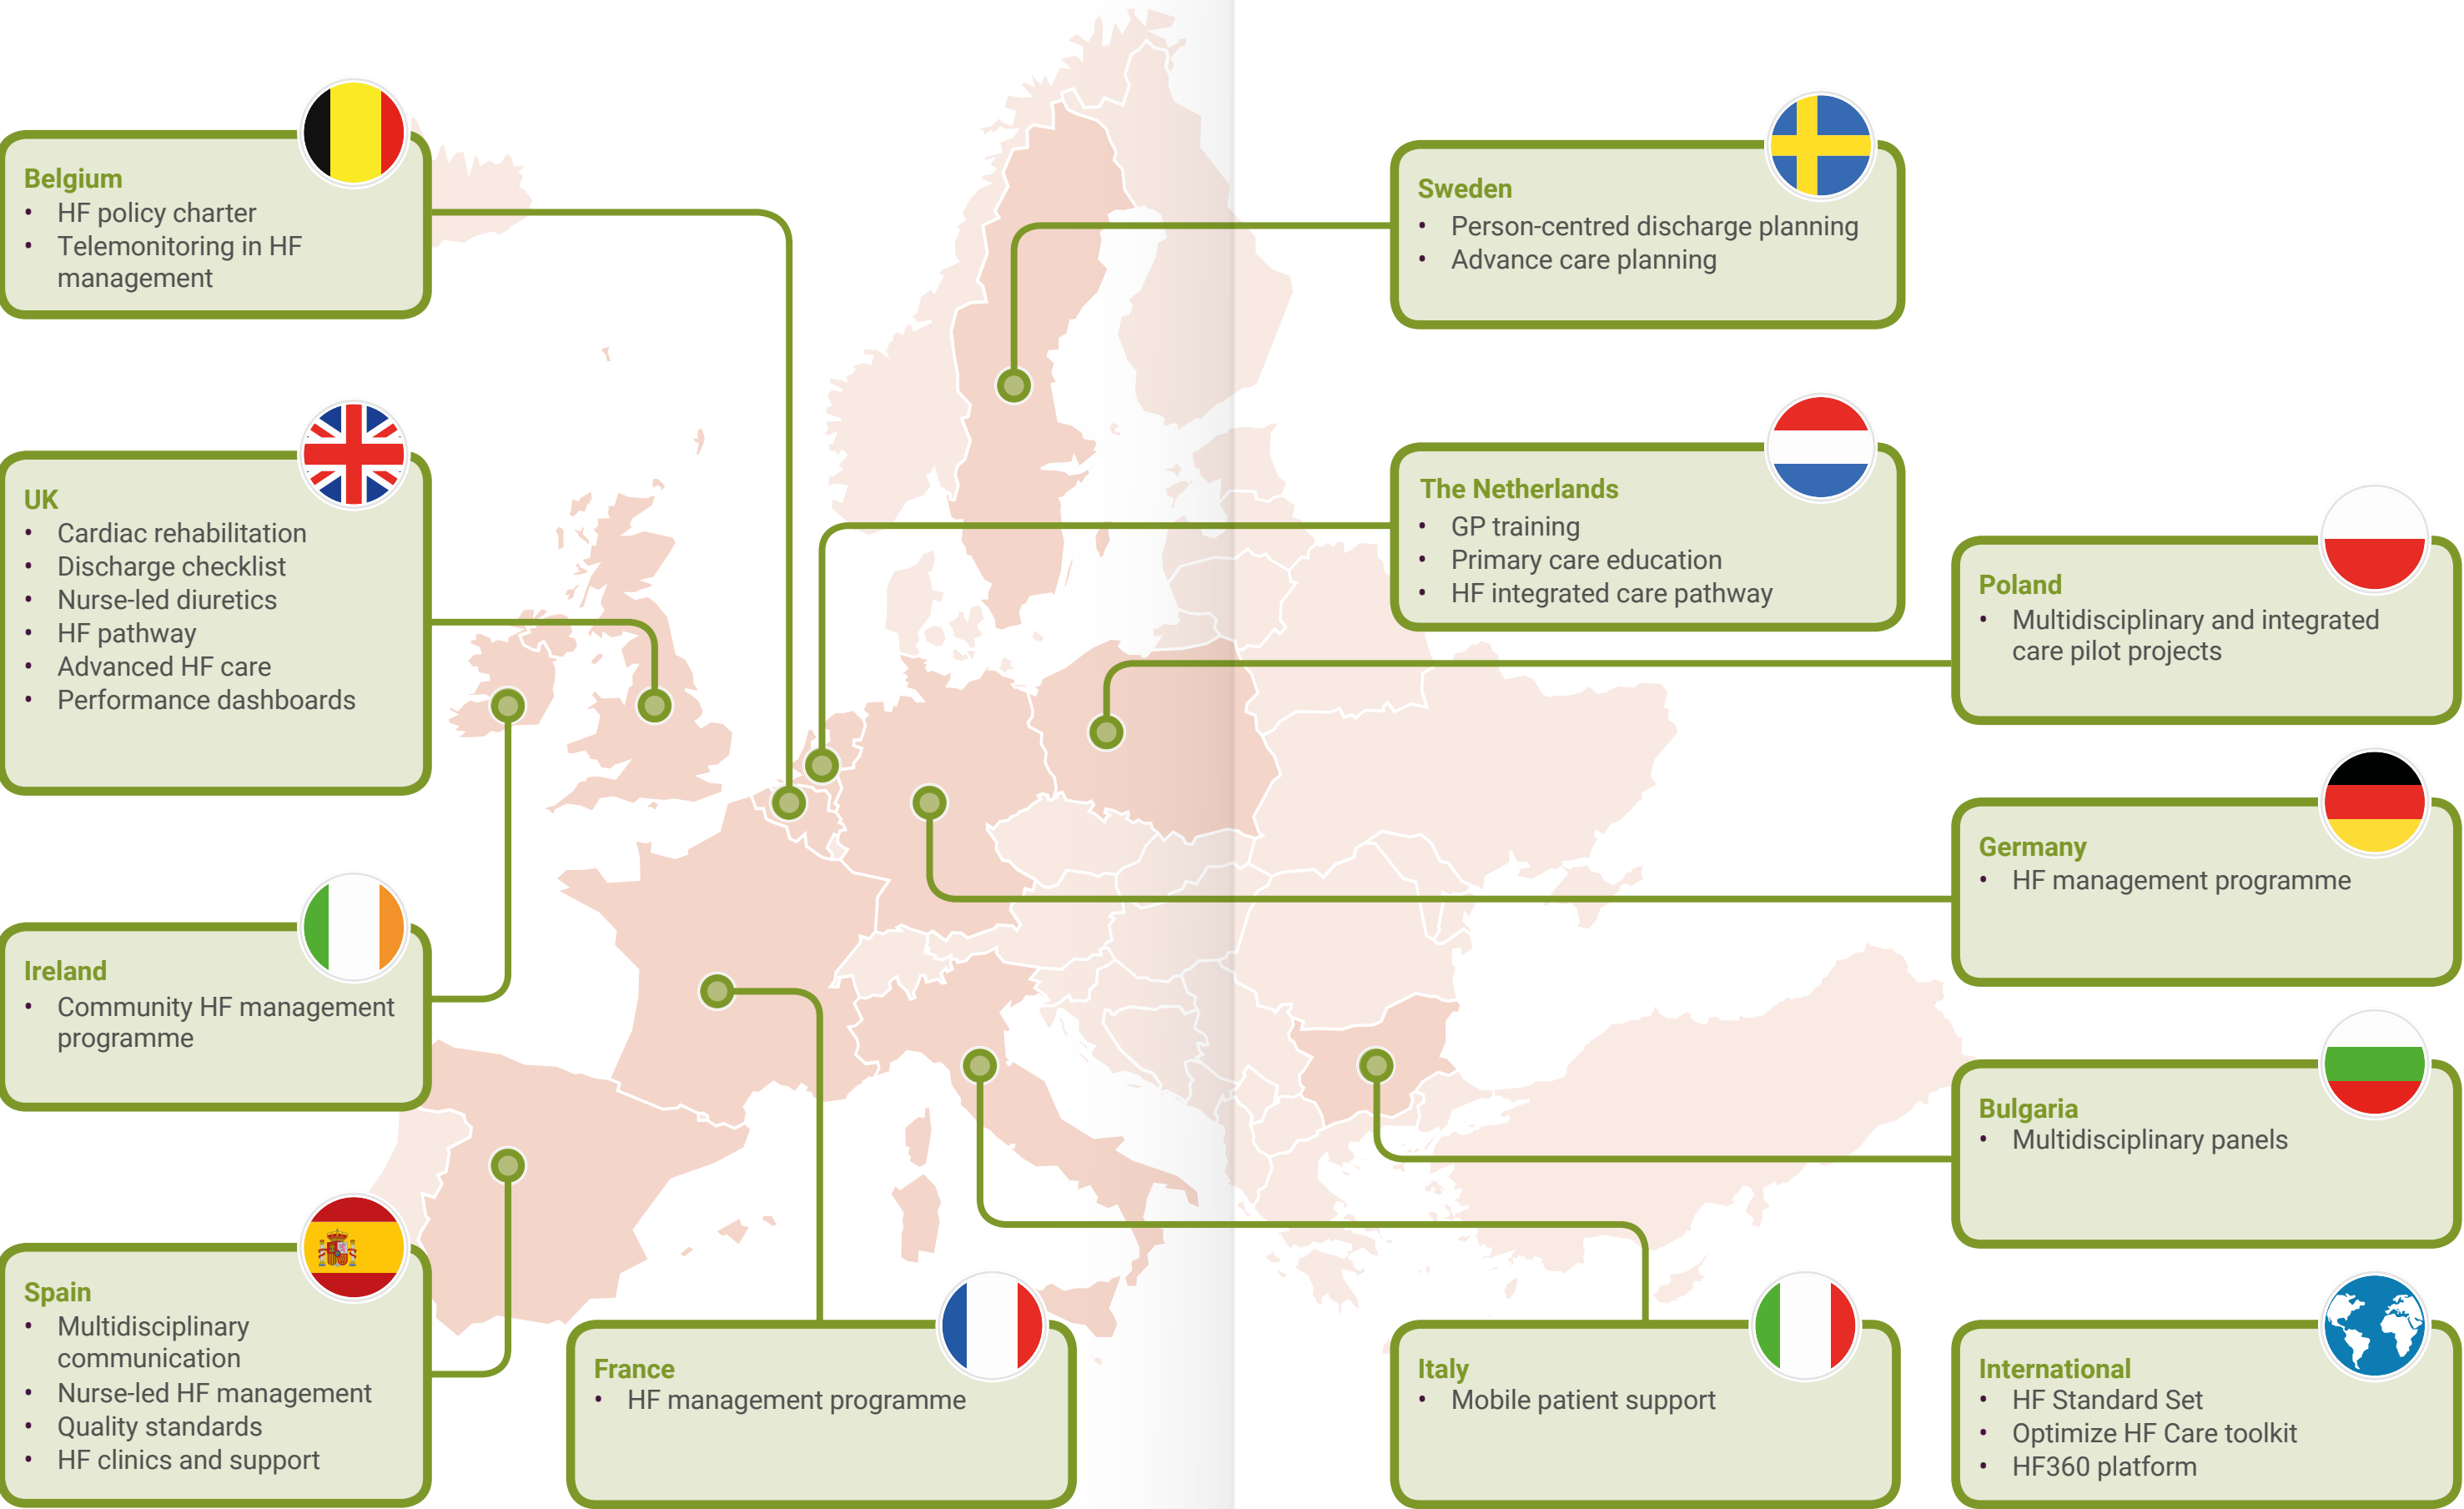 Belgium
• HF policy charter
• Telemonitoring in HF
management
UK
• Cardiac rehabilitation
• Discharge checklist
• Nurse-led diuretics
• HF pathway
• Advanced HF care
• Performance dashboards
Ireland
• Community HF management
programme
Spain
• Multidisciplinary
communication
• Nurse-led HF management
• Quality standards
• HF clinics and support
France
• HF management programme
Sweden
• Person-centred discharge planning
• Advance care planning
The Netherlands
• GP training
• Primary care education
• HF integrated care pathway
Poland
• Multidisciplinary and integrated
care pilot projects
Germany
• HF management programme
Bulgaria
• Multidisciplinary panels
Italy
• Mobile patient support
International
• HF Standard Set
• Optimize HF Care toolkit
• HF360 platform